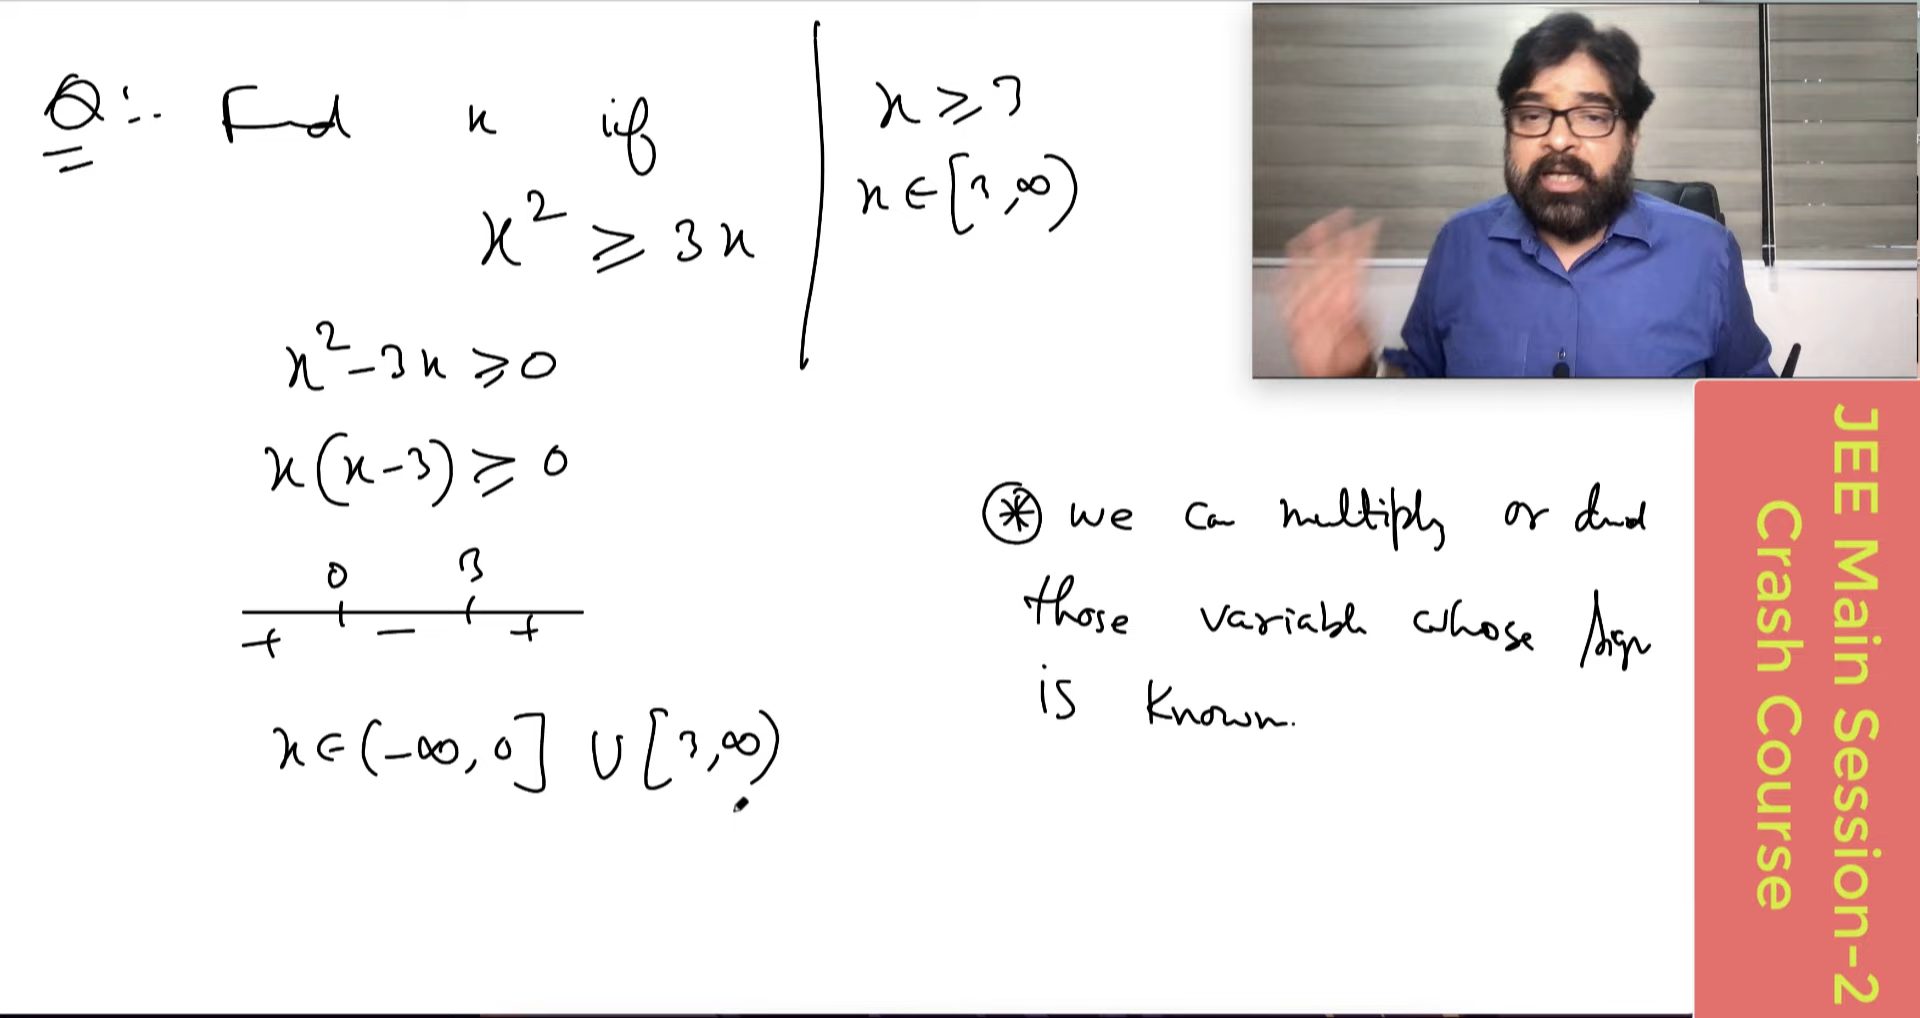 Q:- Find x if
x² ≥ 3x
x² - 3x ≥ 0
x(x-3) ≥ 0
0 3
+ - +
x ∈ (-∞, 0] ∪ [3, ∞)
x ≥ 3
x ∈ [3, ∞)
* we can multiply or
those variable whose sign
is known.
JEE Main Session-2
Crash Course